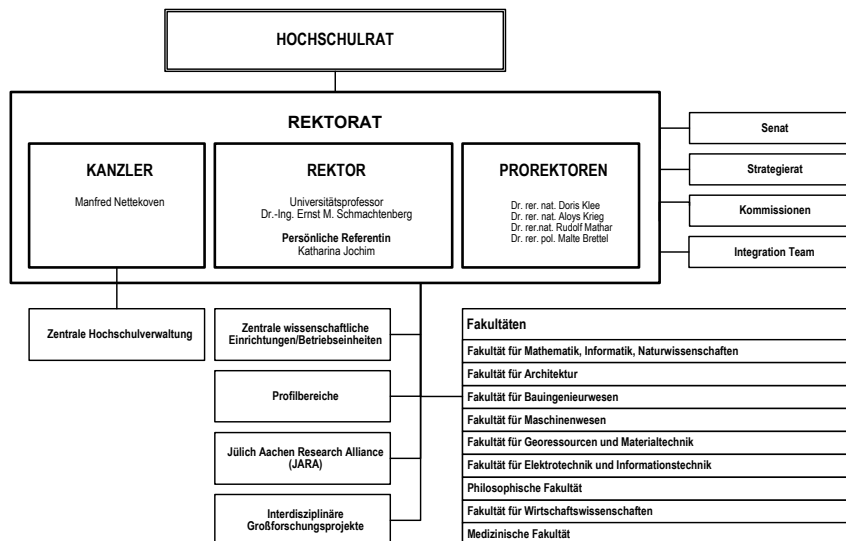 HOCHSCHULRAT
REKTORAT
KANZLER
Manfred Nettekoven
REKTOR
Universitätsprofessor
Dr.-Ing. Ernst M. Schmachtenberg
Persönliche Referentin
Katharina Jochim
PROREKTOREN
Dr. rer. nat. Doris Klee
Dr. rer. nat. Aloys Krieg
Dr. rer.nat. Rudolf Mathar
Dr. rer. pol. Malte Brettel
Senat
Strategierat
Kommissionen
Integration Team
Zentrale Hochschulverwaltung
Zentrale wissenschaftliche
Einrichtungen/Betriebseinheiten
Profilbereiche
Jülich Aachen Research Alliance
(JARA)
Interdisziplinäre
Großforschungsprojekte
Fakultäten
Fakultät für Mathematik, Informatik, Naturwissenschaften
Fakultät für Architektur
Fakultät für Bauingenieurwesen
Fakultät für Maschinenwesen
Fakultät für Georessourcen und Materialtechnik
Fakultät für Elektrotechnik und Informationstechnik
Philosophische Fakultät
Fakultät für Wirtschaftswissenschaften
Medizinische Fakultät